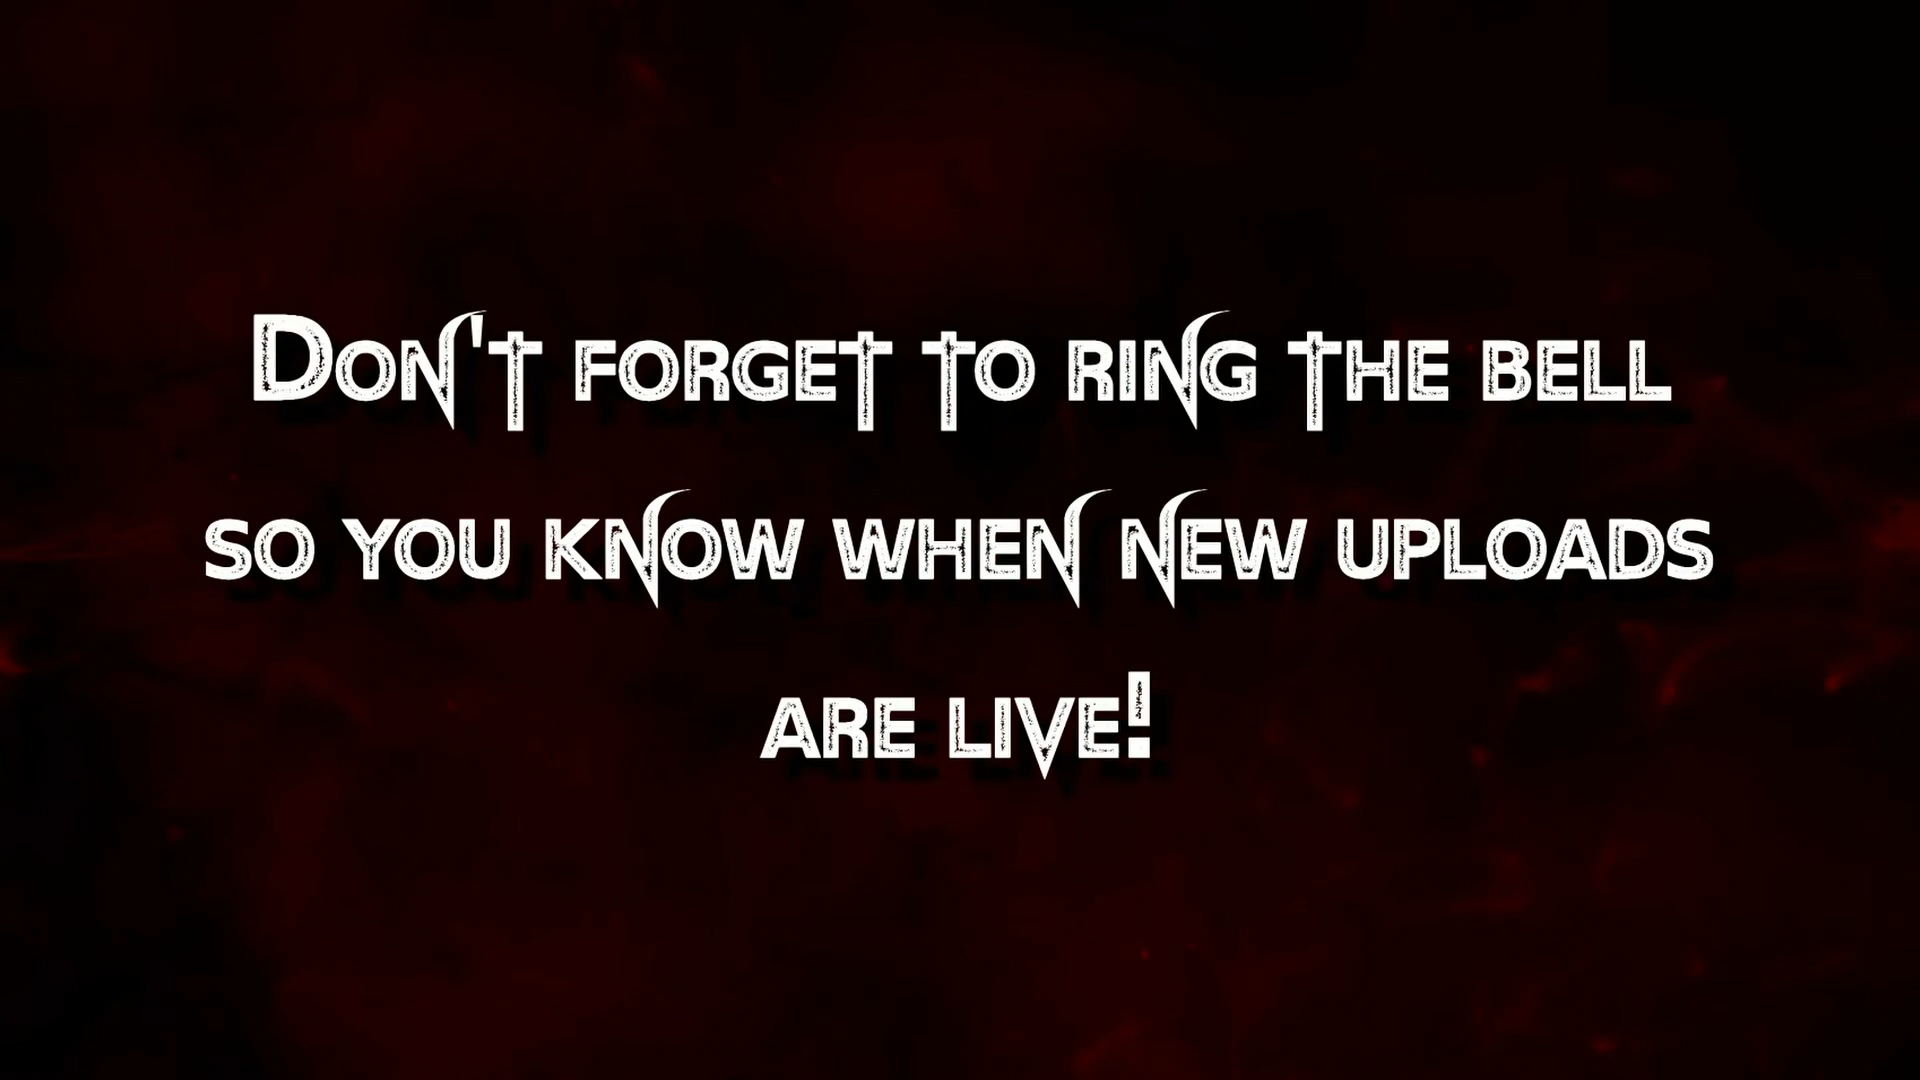 Don't forget to ring the bell
so you know when new uploads
are live!